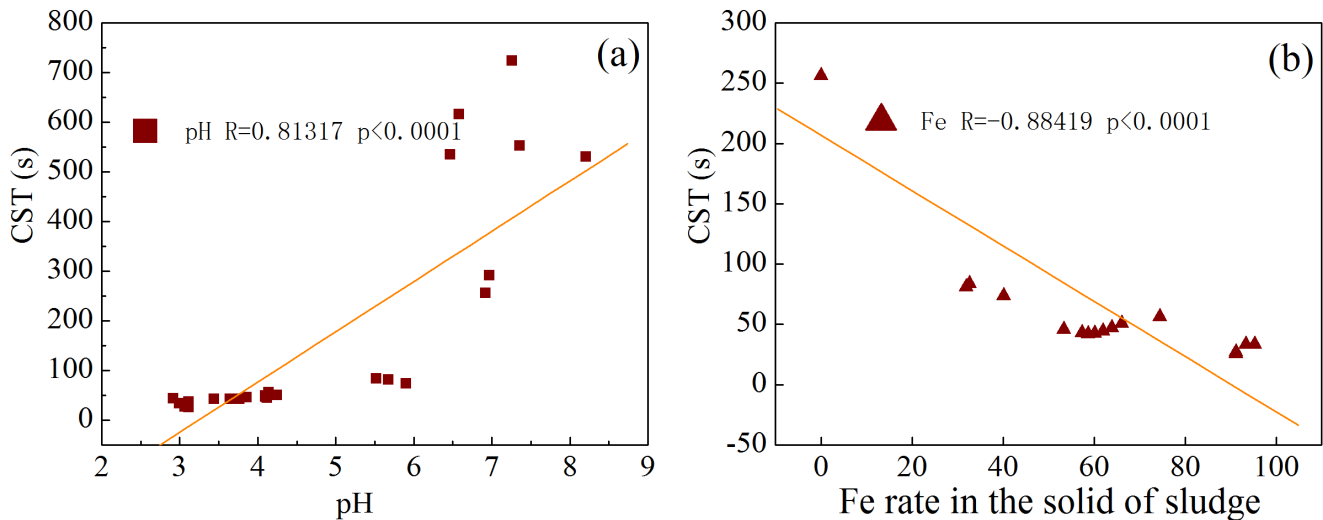 (a)
pH R=0.81317 p<0.0001
800
700
600
500
400
300
200
100
0
CST (s)
2 3 4 5 6 7 8 9
pH
(b)
Fe R=-0.88419 p<0.0001
300
250
200
150
100
50
0
-50
CST (s)
0 20 40 60 80 100
Fe rate in the solid of sludge